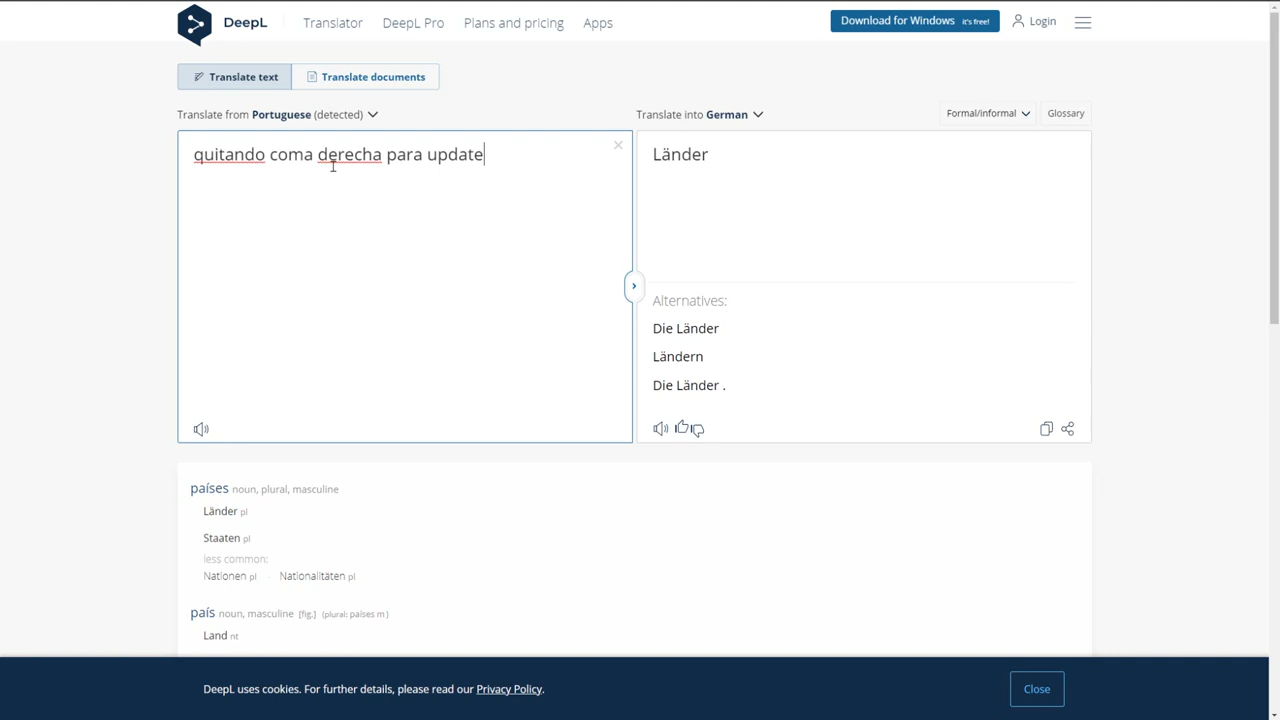 DeepL
Translator
DeepL Pro
Plans and pricing
Apps
Download for Windows it's free!
Login
Translate text
Translate documents
Translate from Portuguese (detected)
Translate into German
Formal/informal
Glossary
quitando coma derecha para update
Länder
Alternatives:
Die Länder
Ländern
Die Länder .
países noun, plural, masculine
Länder pl
Staaten pl
less common:
Nationen pl · Nationalitäten pl
país noun, masculine [fig.] (plural: países m )
Land nt
DeepL uses cookies. For further details, please read our Privacy Policy.
Close